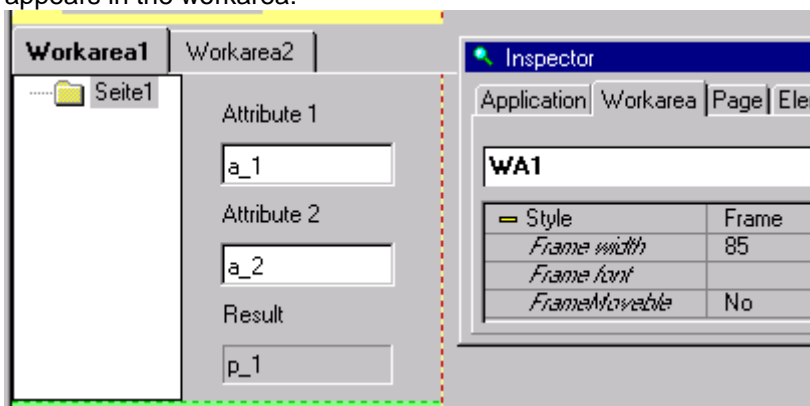 appears in the workarea.
Workarea1 Workarea2
Seite1
Attribute 1
a_1
Attribute 2
a_2
Result
p_1
Inspector
Application Workarea Page Ele
WA1
Style Frame
Frame width 85
Frame font
FrameMoveble No